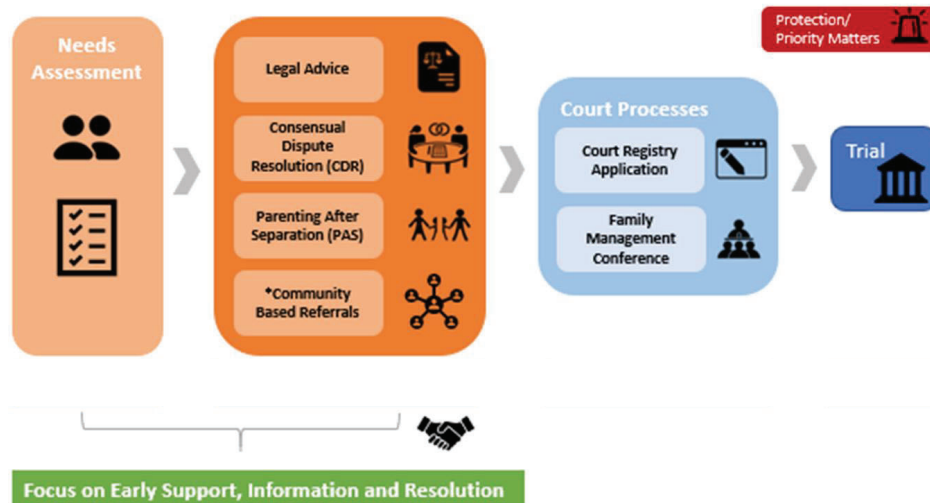 Needs
Assessment
Legal Advice
Consensual
Dispute
Resolution (CDR)
Parenting After
Separation (PAS)
*Community
Based Referrals
Court Processes
Court Registry
Application
Family
Management
Conference
Protection/
Priority Matters
Trial
Focus on Early Support, Information and Resolution